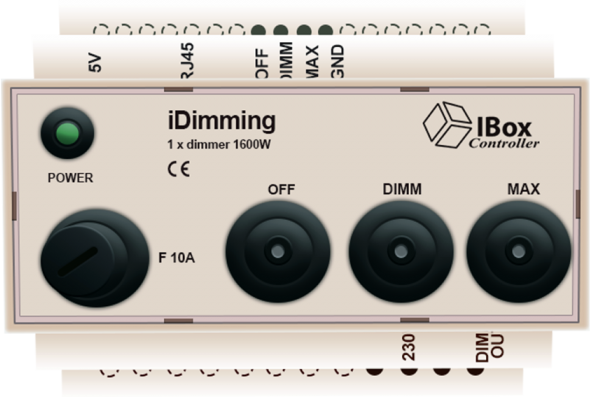 5V
RJ45
OFF
DIMM
MAX
GND
iDimming
1 x dimmer 1600W
CE
IBox
Controller
POWER
OFF
DIMM
MAX
F 10A
230
DIM
OU